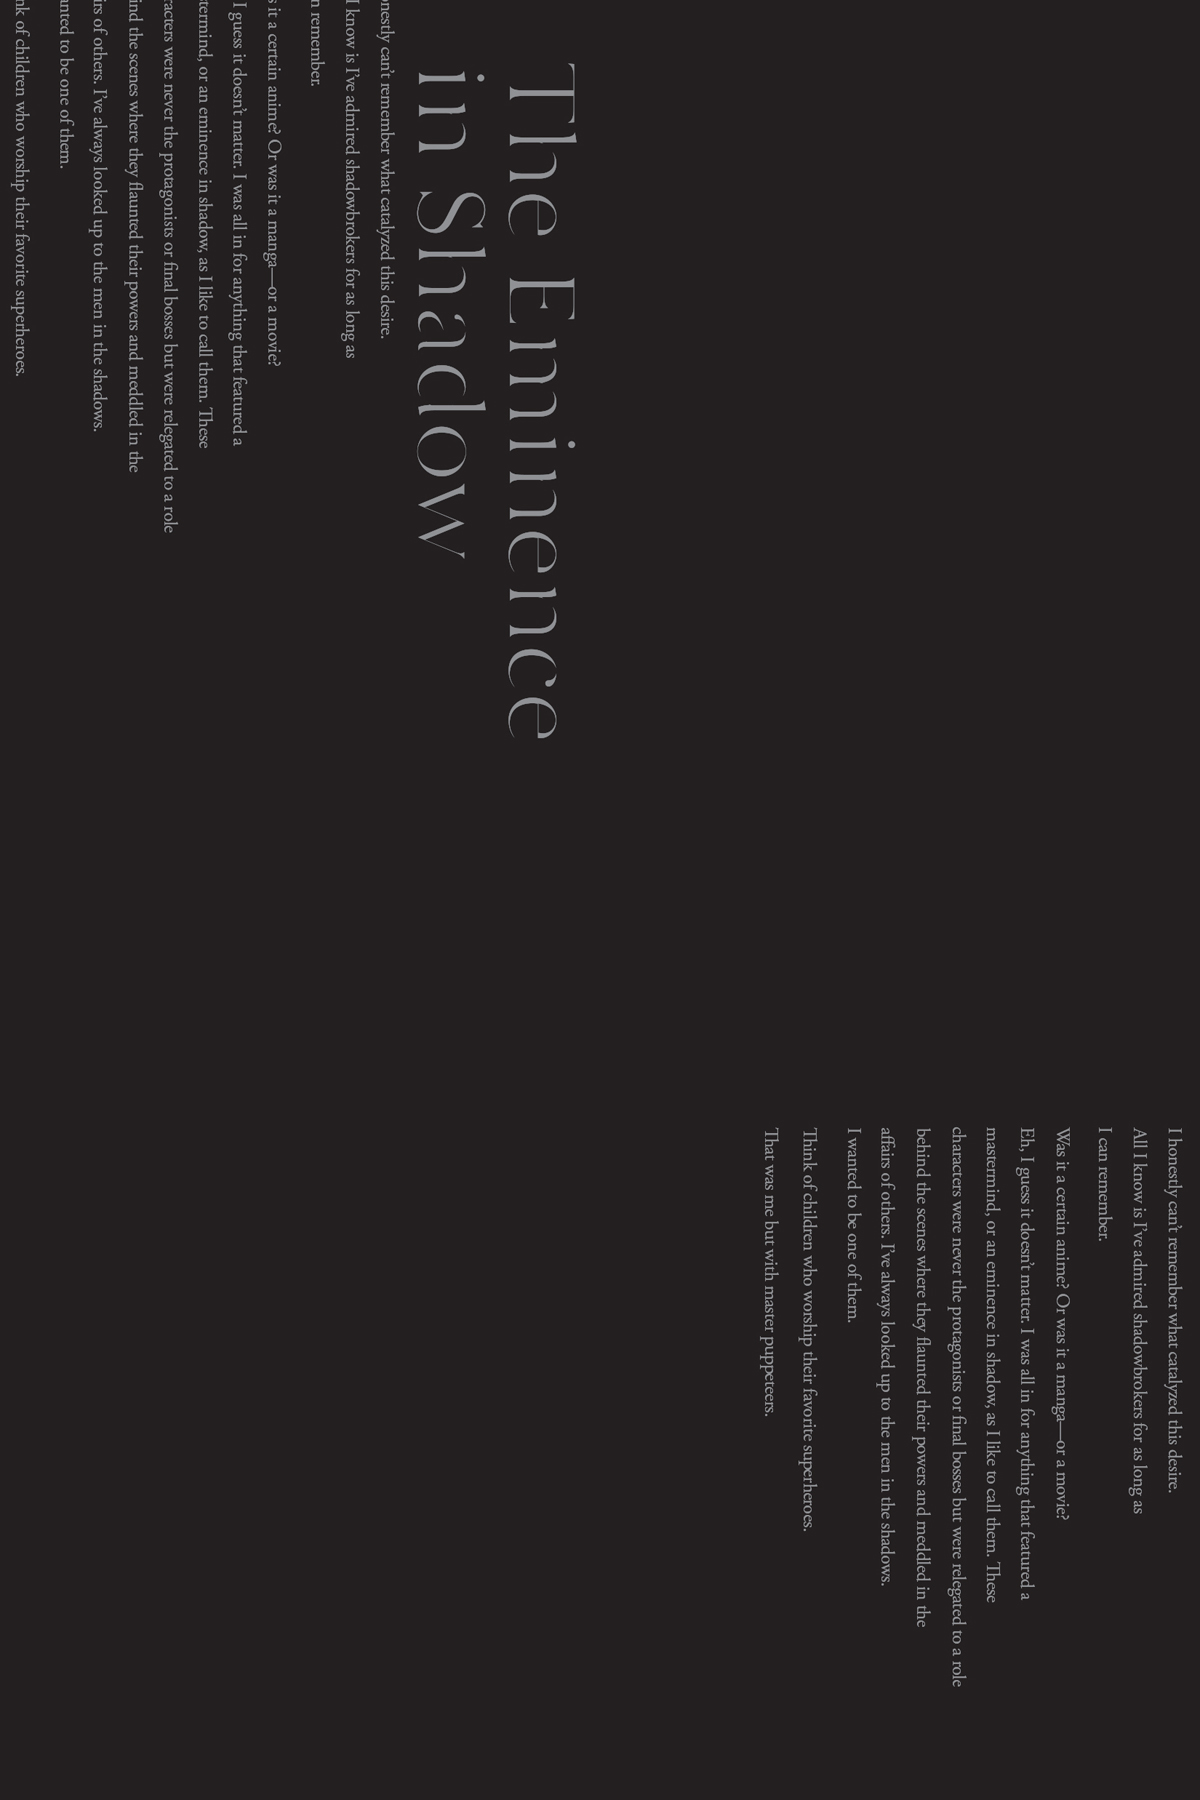 The Eminence
in Shadow
onestly can't remember what catalyzed this desire.
I know is I've admired shadowbrokers for as long as
n remember.
s it a certain anime? Or was it a manga—or a movie?
I guess it doesn't matter. I was all in for anything that featured a
termind, or an eminence in shadow, as I like to call them. These
racters were never the protagonists or final bosses but were relegated to a role
ind the scenes where they flaunted their powers and meddled in the
irs of others. I've always looked up to the men in the shadows.
anted to be one of them.
nk of children who worship their favorite superheroes.
I honestly can't remember what catalyzed this desire.
All I know is I've admired shadowbrokers for as long as
I can remember.
Was it a certain anime? Or was it a manga—or a movie?
Eh, I guess it doesn't matter. I was all in for anything that featured a
mastermind, or an eminence in shadow, as I like to call them. These
characters were never the protagonists or final bosses but were relegated to a role
behind the scenes where they flaunted their powers and meddled in the
affairs of others. I've always looked up to the men in the shadows.
I wanted to be one of them.
Think of children who worship their favorite superheroes.
That was me but with master puppeteers.